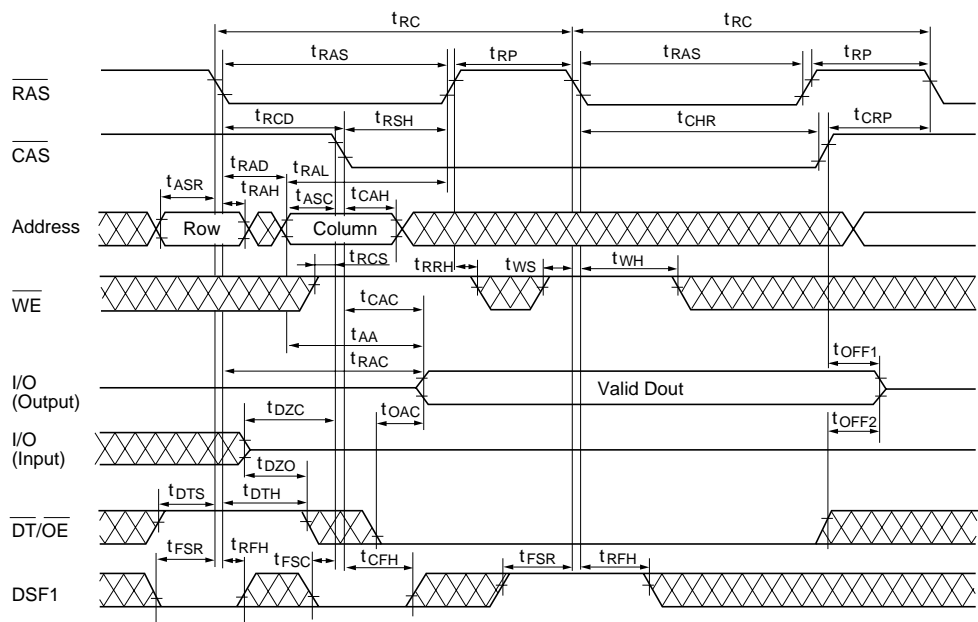 tRC tRC
tRAS tRP tRAS tRP
RAS
tRCD tRSH tCHR tCRP
CAS
tRAD tRAL
tASR tRAH tASC tCAH
Address Row Column
tRCS tRRH tWS tWH
WE
tCAC
tAA
tRAC tOFF1
I/O
(Output) Valid Dout
tDZC tOAC tOFF2
I/O
(Input)
tDZO
tDTS tDTH
DT/OE
tFSR tRFH tFSC tCFH tFSR tRFH
DSF1